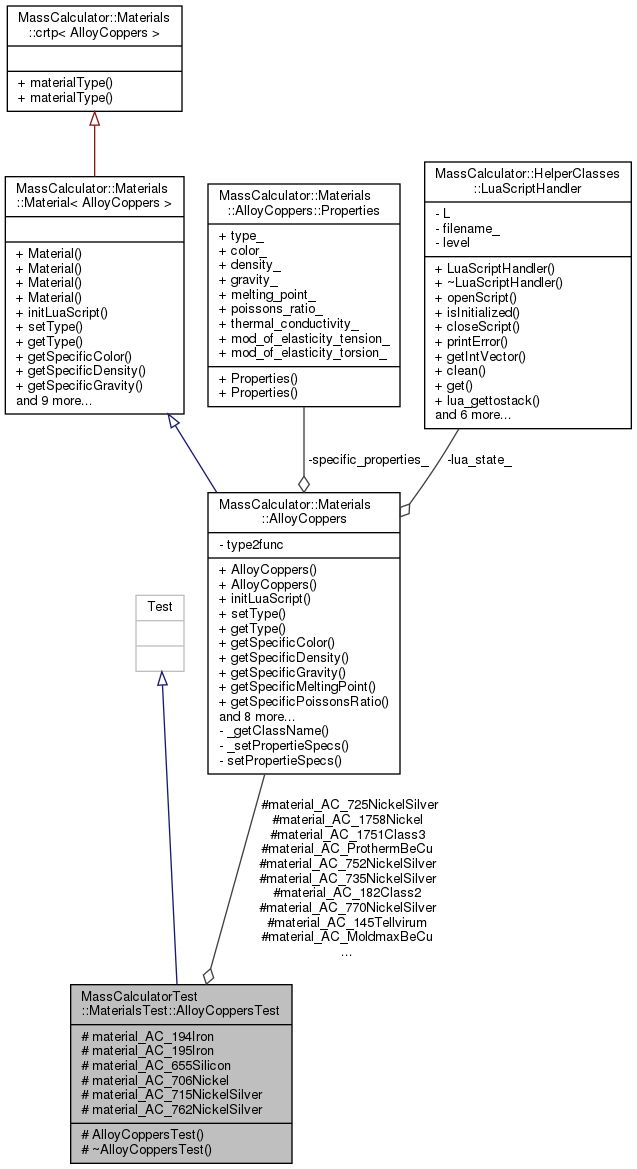 MassCalculator::Materials
::crtp< AlloyCoppers >
+ materialType()
+ materialType()
MassCalculator::Materials
::Material< AlloyCoppers >
+ Material()
+ Material()
+ Material()
+ Material()
+ initLuaScript()
+ setType()
+ getType()
+ getSpecificColor()
+ getSpecificDensity()
+ getSpecificGravity()
and 9 more...
MassCalculator::Materials
::AlloyCoppers::Properties
+ type_
+ color_
+ density_
+ gravity_
+ melting_point_
+ poissons_ratio_
+ thermal_conductivity_
+ mod_of_elasticity_tension_
+ mod_of_elasticity_torsion_
+ Properties()
+ Properties()
MassCalculator::HelperClasses
::LuaScriptHandler
- L
- filename_
- level
+ LuaScriptHandler()
+ ~LuaScriptHandler()
+ openScript()
+ isInitialized()
+ closeScript()
+ printError()
+ getIntVector()
+ clean()
+ get()
+ lua_gettostack()
and 6 more...
-specific_properties_
-lua_state_
MassCalculator::Materials
::AlloyCoppers
- type2func
+ AlloyCoppers()
+ AlloyCoppers()
+ initLuaScript()
+ setType()
+ getType()
+ getSpecificColor()
+ getSpecificDensity()
+ getSpecificGravity()
+ getSpecificMeltingPoint()
+ getSpecificPoissonsRatio()
and 8 more...
- _getClassName()
- _setPropertieSpecs()
- setPropertieSpecs()
Test
#material_AC_725NickelSilver
#material_AC_1758Nickel
#material_AC_1751Class3
#material_AC_ProthermBeCu
#material_AC_752NickelSilver
#material_AC_735NickelSilver
#material_AC_182Class2
#material_AC_770NickelSilver
#material_AC_145Tellvirum
#material_AC_MoldmaxBeCu
...
MassCalculatorTest
::MaterialsTest::AlloyCoppersTest
# material_AC_194Iron
# material_AC_195Iron
# material_AC_655Silicon
# material_AC_706Nickel
# material_AC_715NickelSilver
# material_AC_762NickelSilver
# AlloyCoppersTest()
# ~AlloyCoppersTest()